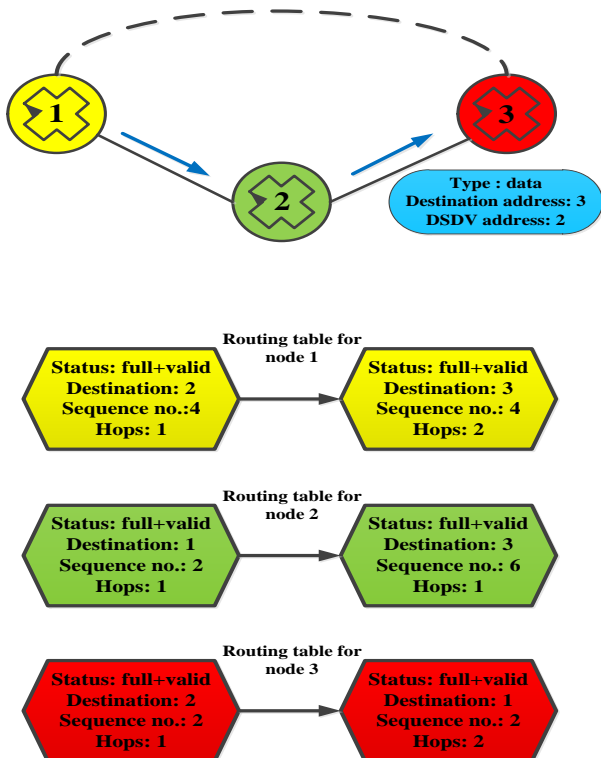 1
3
2
Type : data
Destination address: 3
DSDV address: 2
Routing table for
node 1
Status: full+valid
Destination: 2
Sequence no.:4
Hops: 1
Status: full+valid
Destination: 3
Sequence no.: 4
Hops: 2
Routing table for
node 2
Status: full+valid
Destination: 1
Sequence no.: 2
Hops: 1
Status: full+valid
Destination: 3
Sequence no.: 6
Hops: 1
Routing table for
node 3
Status: full+valid
Destination: 2
Sequence no.: 2
Hops: 1
Status: full+valid
Destination: 1
Sequence no.: 2
Hops: 2